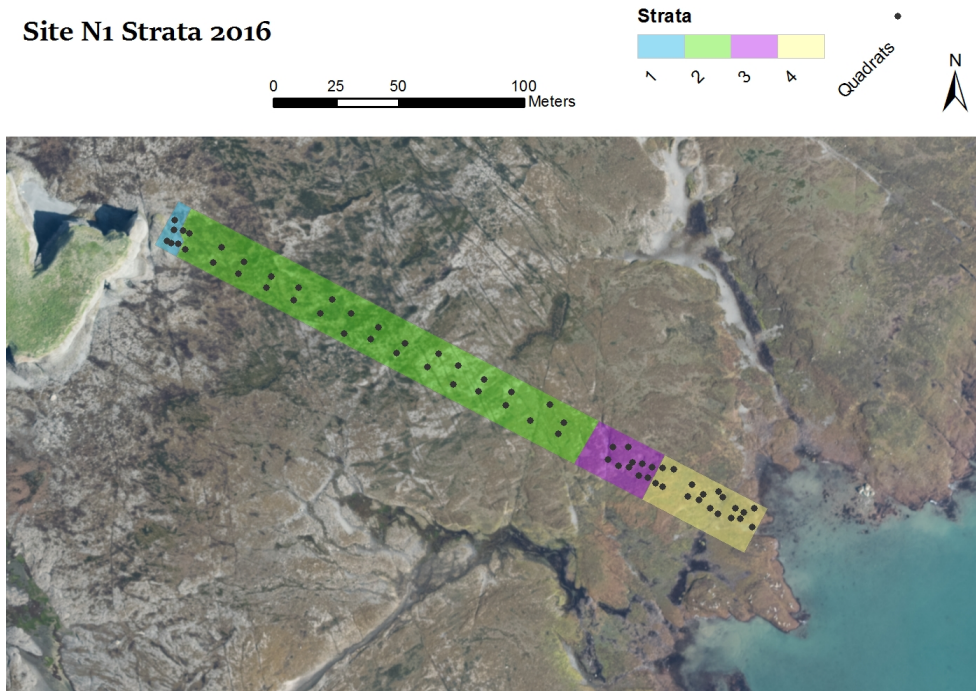 Site N1 Strata 2016
Strata
1 2 3 4
Quadrats
N
0 25 50 100
Meters